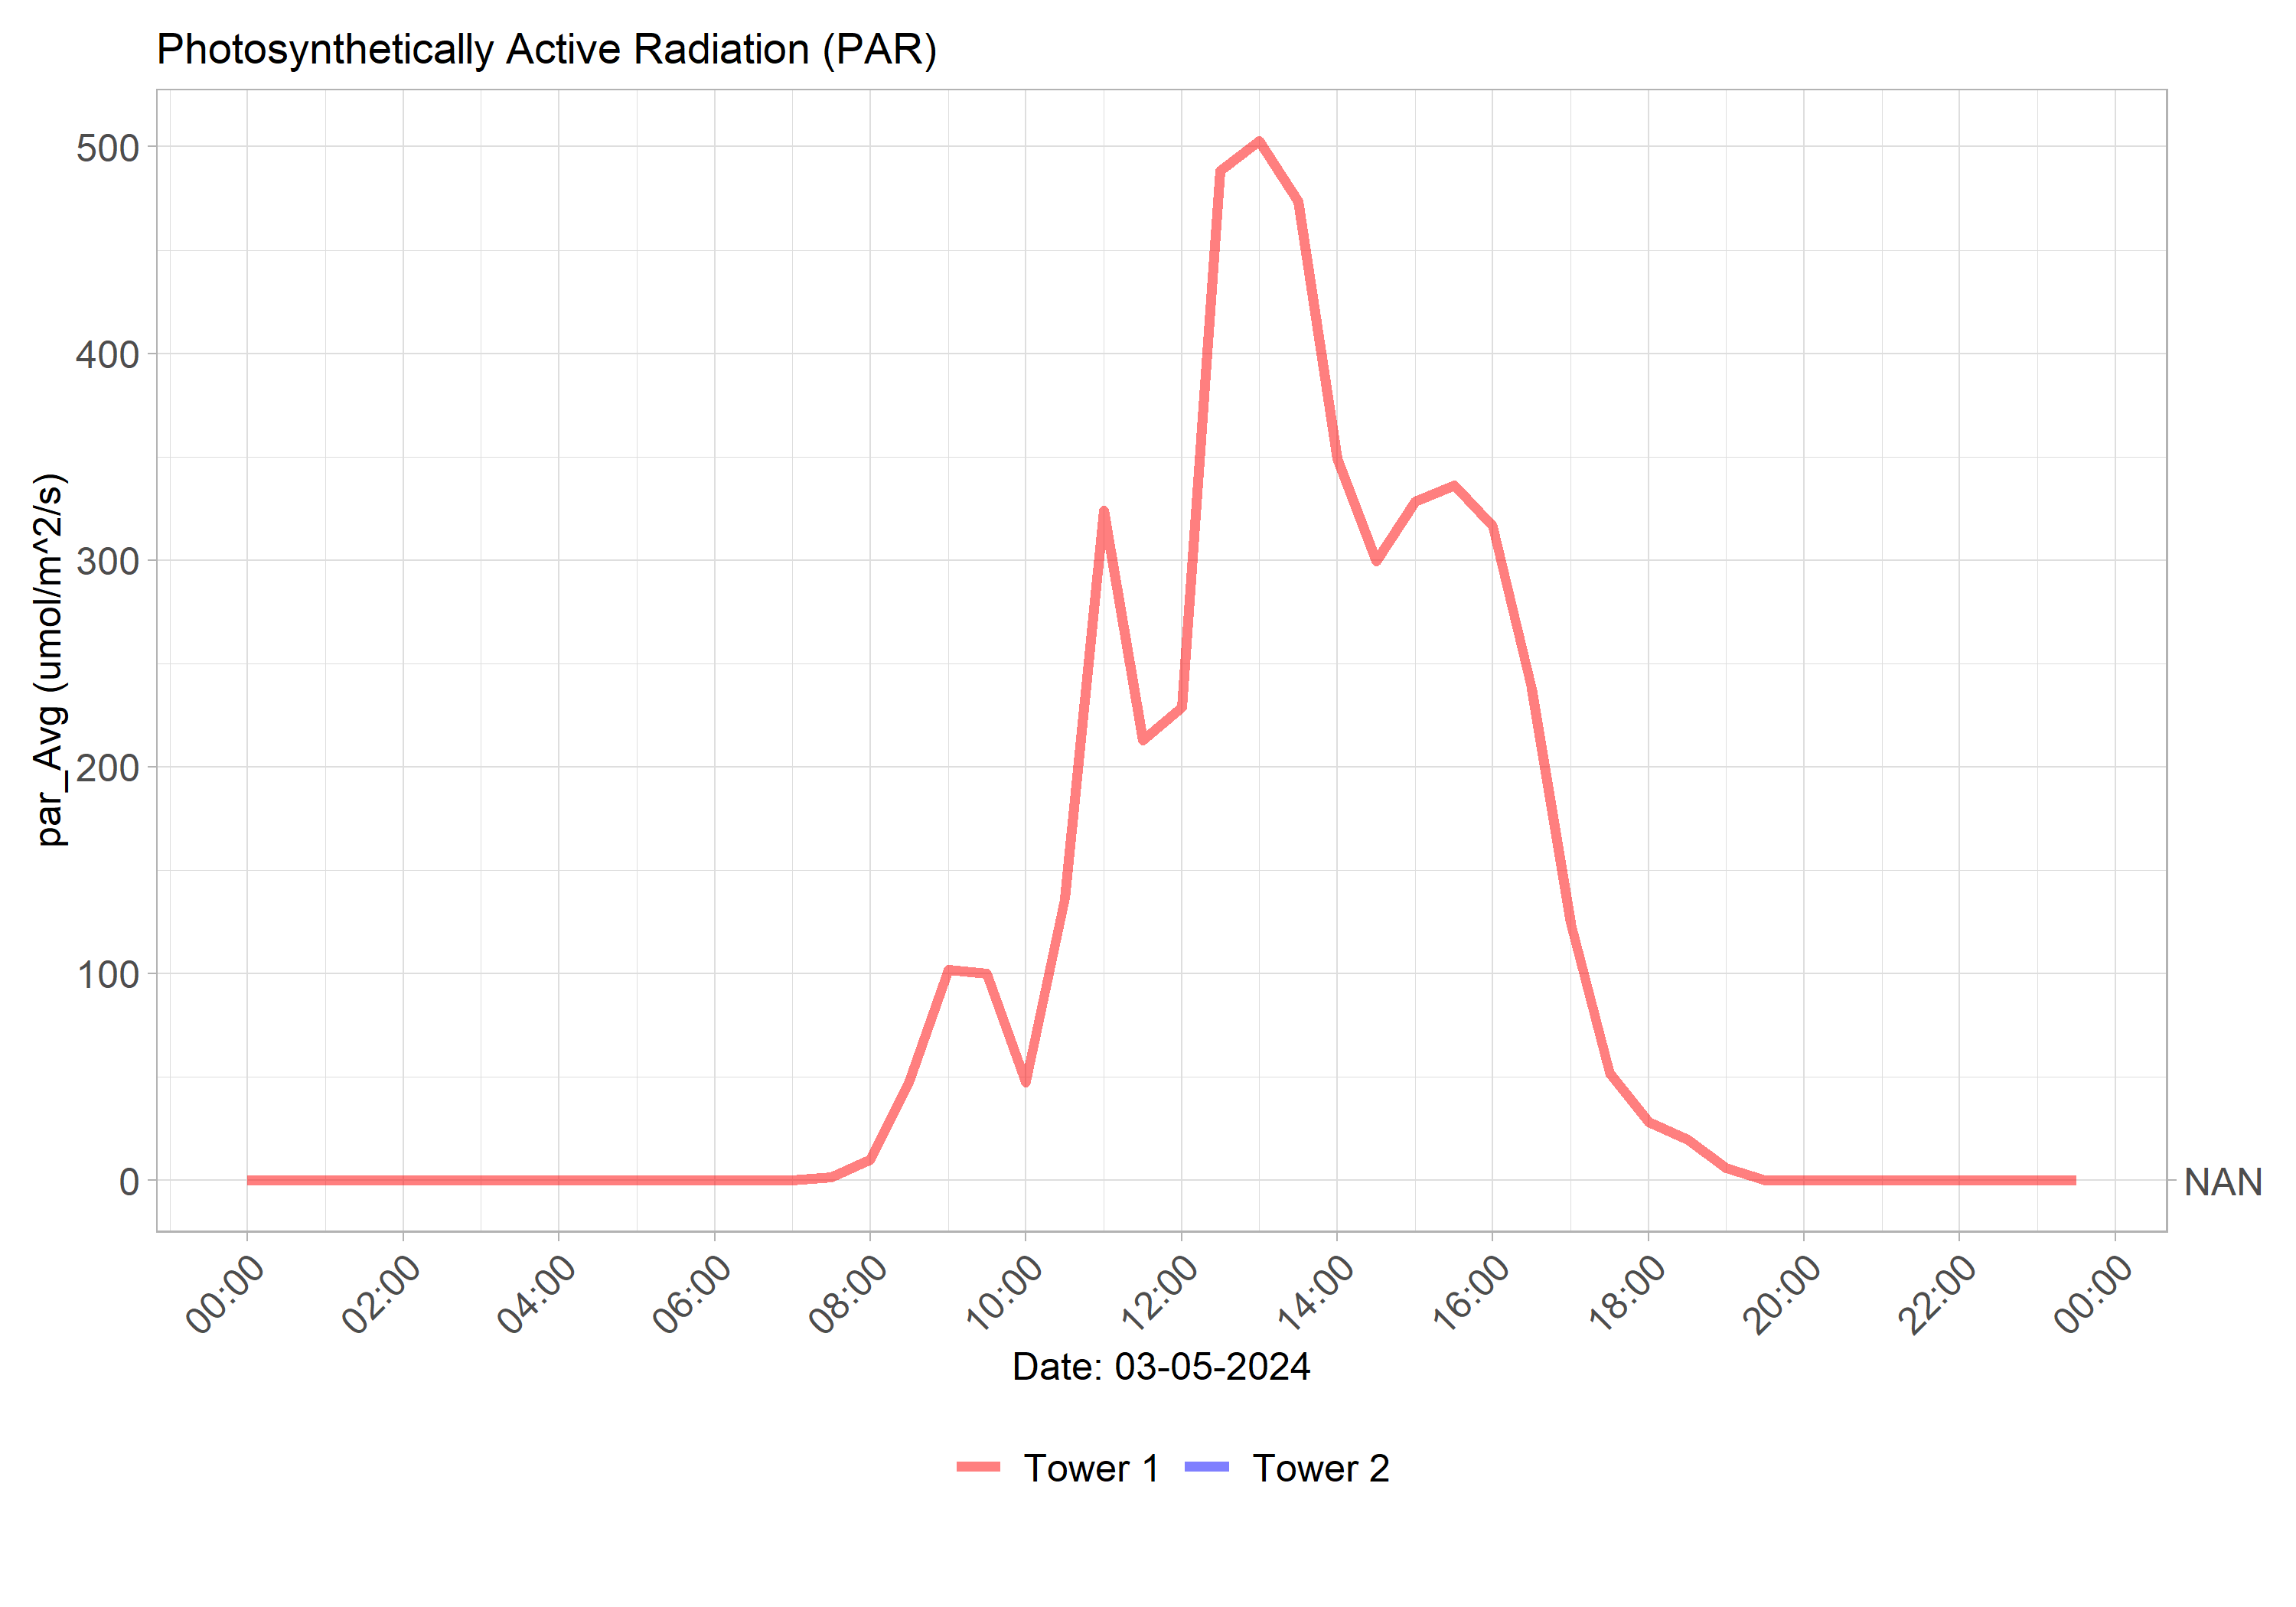 Photosynthetically Active Radiation (PAR)
par_Avg (umol/m^2/s)
500
400
300
200
100
0
NAN
00:00 02:00 04:00 06:00 08:00 10:00 12:00 14:00 16:00 18:00 20:00 22:00 00:00
Date: 03-05-2024
Tower 1 Tower 2